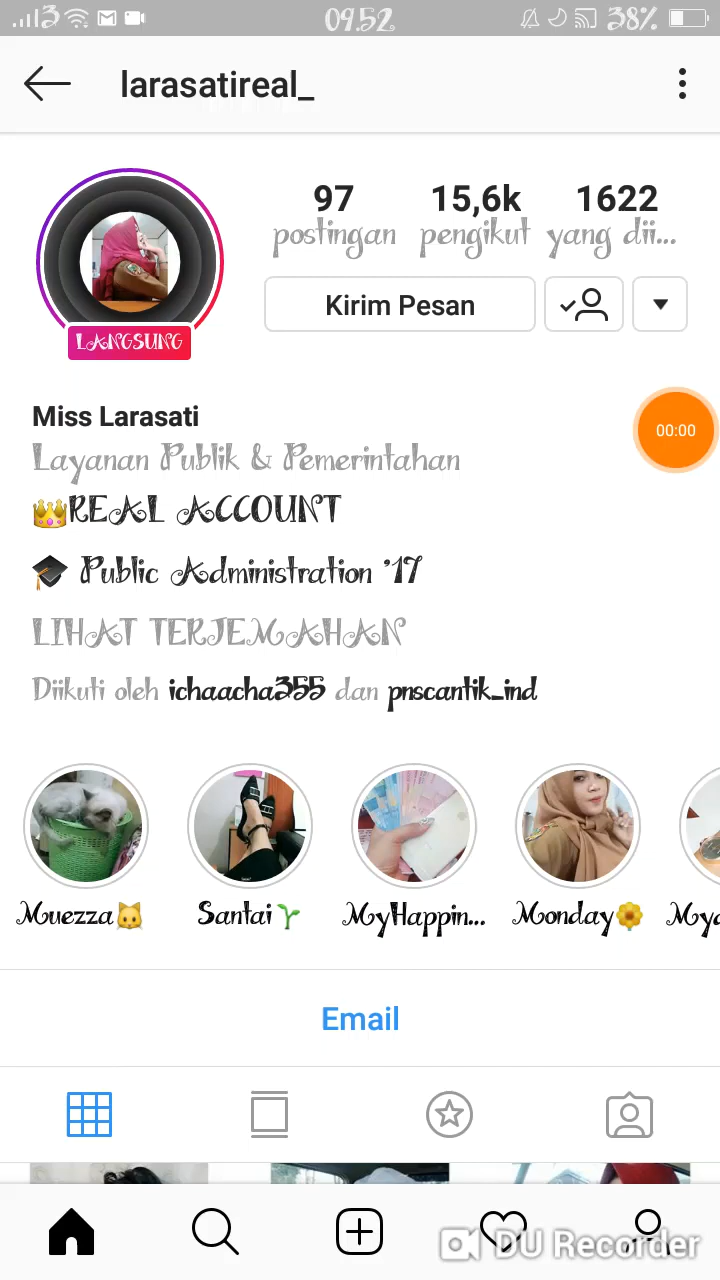 3 09.52 38%
larasatireal_
97 15,6k 1622
postingan pengikut yang dii...
Kirim Pesan
LANGSUNG
Miss Larasati
00:00
Layanan Publik & Pemerintahan
👑REAL ACCOUNT
🎓 Public Administration '17
LIHAT TERJEMAHAN
Diikuti oleh ichaacha355 dan pnscantik_ind
Muezza🐱 Santai🌱 MyHappin... Monday🌼
Email
DU Recorder